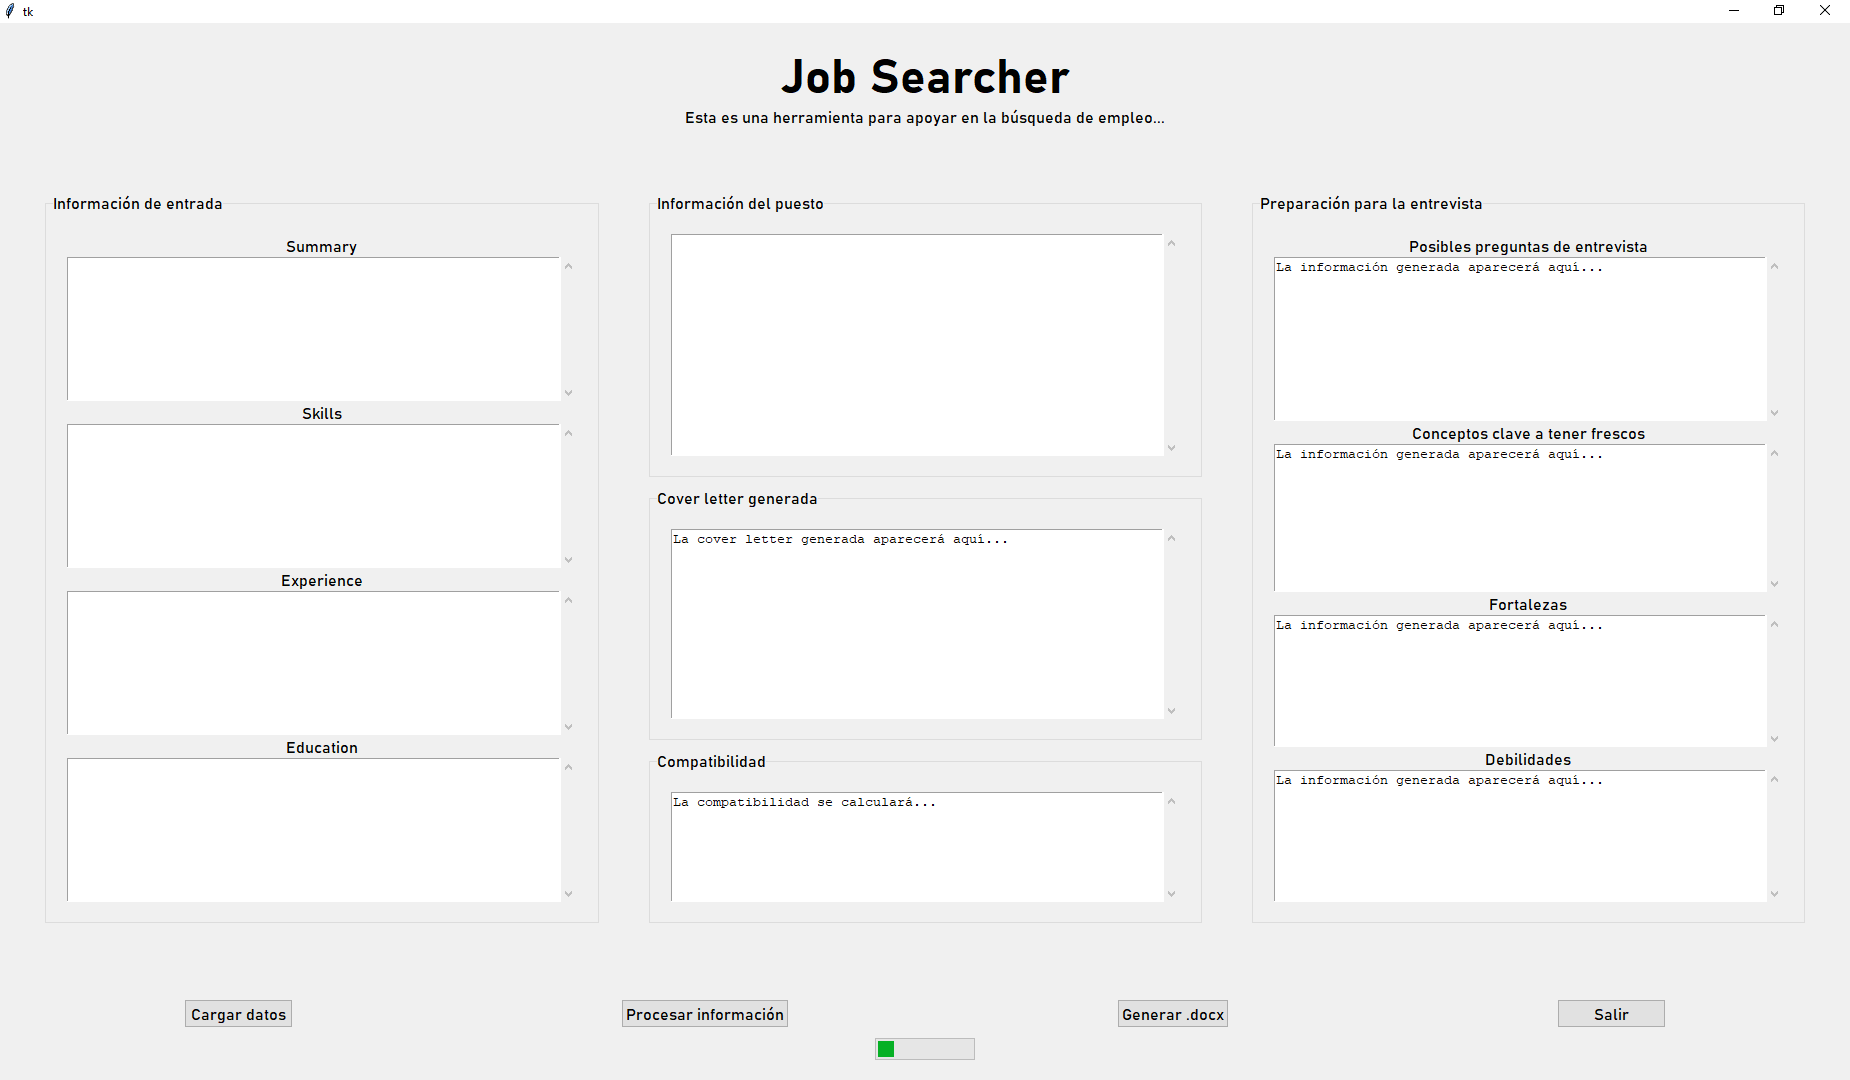 tk
Job Searcher
Esta es una herramienta para apoyar en la búsqueda de empleo...
Información de entrada
Summary
Skills
Experience
Education
Información del puesto
Cover letter generada
La cover letter generada aparecerá aquí...
Compatibilidad
La compatibilidad se calculará...
Preparación para la entrevista
Posibles preguntas de entrevista
La información generada aparecerá aquí...
Conceptos clave a tener frescos
La información generada aparecerá aquí...
Fortalezas
La información generada aparecerá aquí...
Debilidades
La información generada aparecerá aquí...
Cargar datos
Procesar información
Generar .docx
Salir